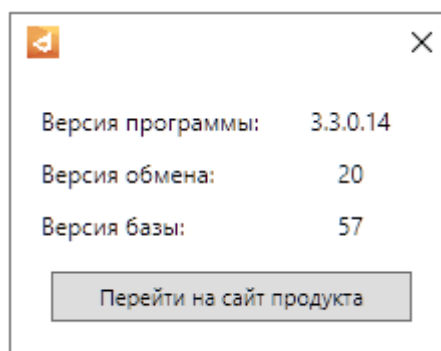 Версия программы: 3.3.0.14
Версия обмена: 20
Версия базы: 57
Перейти на сайт продукта